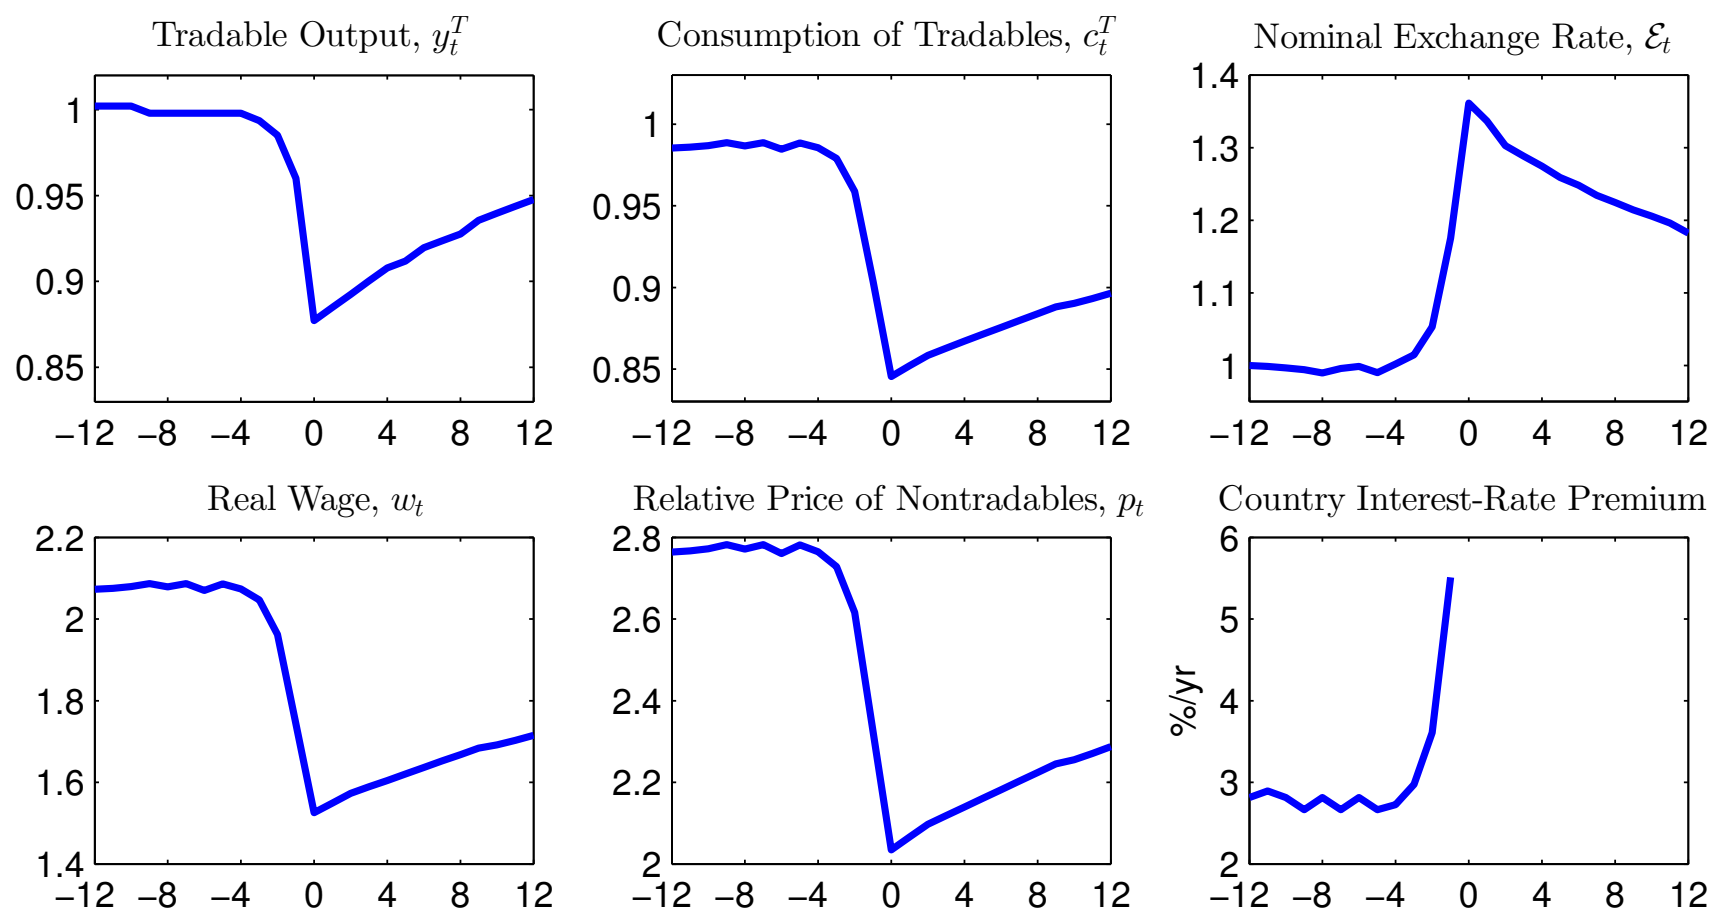 Tradable Output, y_t^T
1
0.95
0.9
0.85
−12 −8 −4 0 4 8 12
Consumption of Tradables, c_t^T
1
0.95
0.9
0.85
−12 −8 −4 0 4 8 12
Nominal Exchange Rate, ℰ_t
1.4
1.3
1.2
1.1
1
−12 −8 −4 0 4 8 12
Real Wage, w_t
2.2
2
1.8
1.6
1.4
−12 −8 −4 0 4 8 12
Relative Price of Nontradables, p_t
2.8
2.6
2.4
2.2
2
−12 −8 −4 0 4 8 12
Country Interest-Rate Premium
%/yr
6
5
4
3
2
−12 −8 −4 0 4 8 12